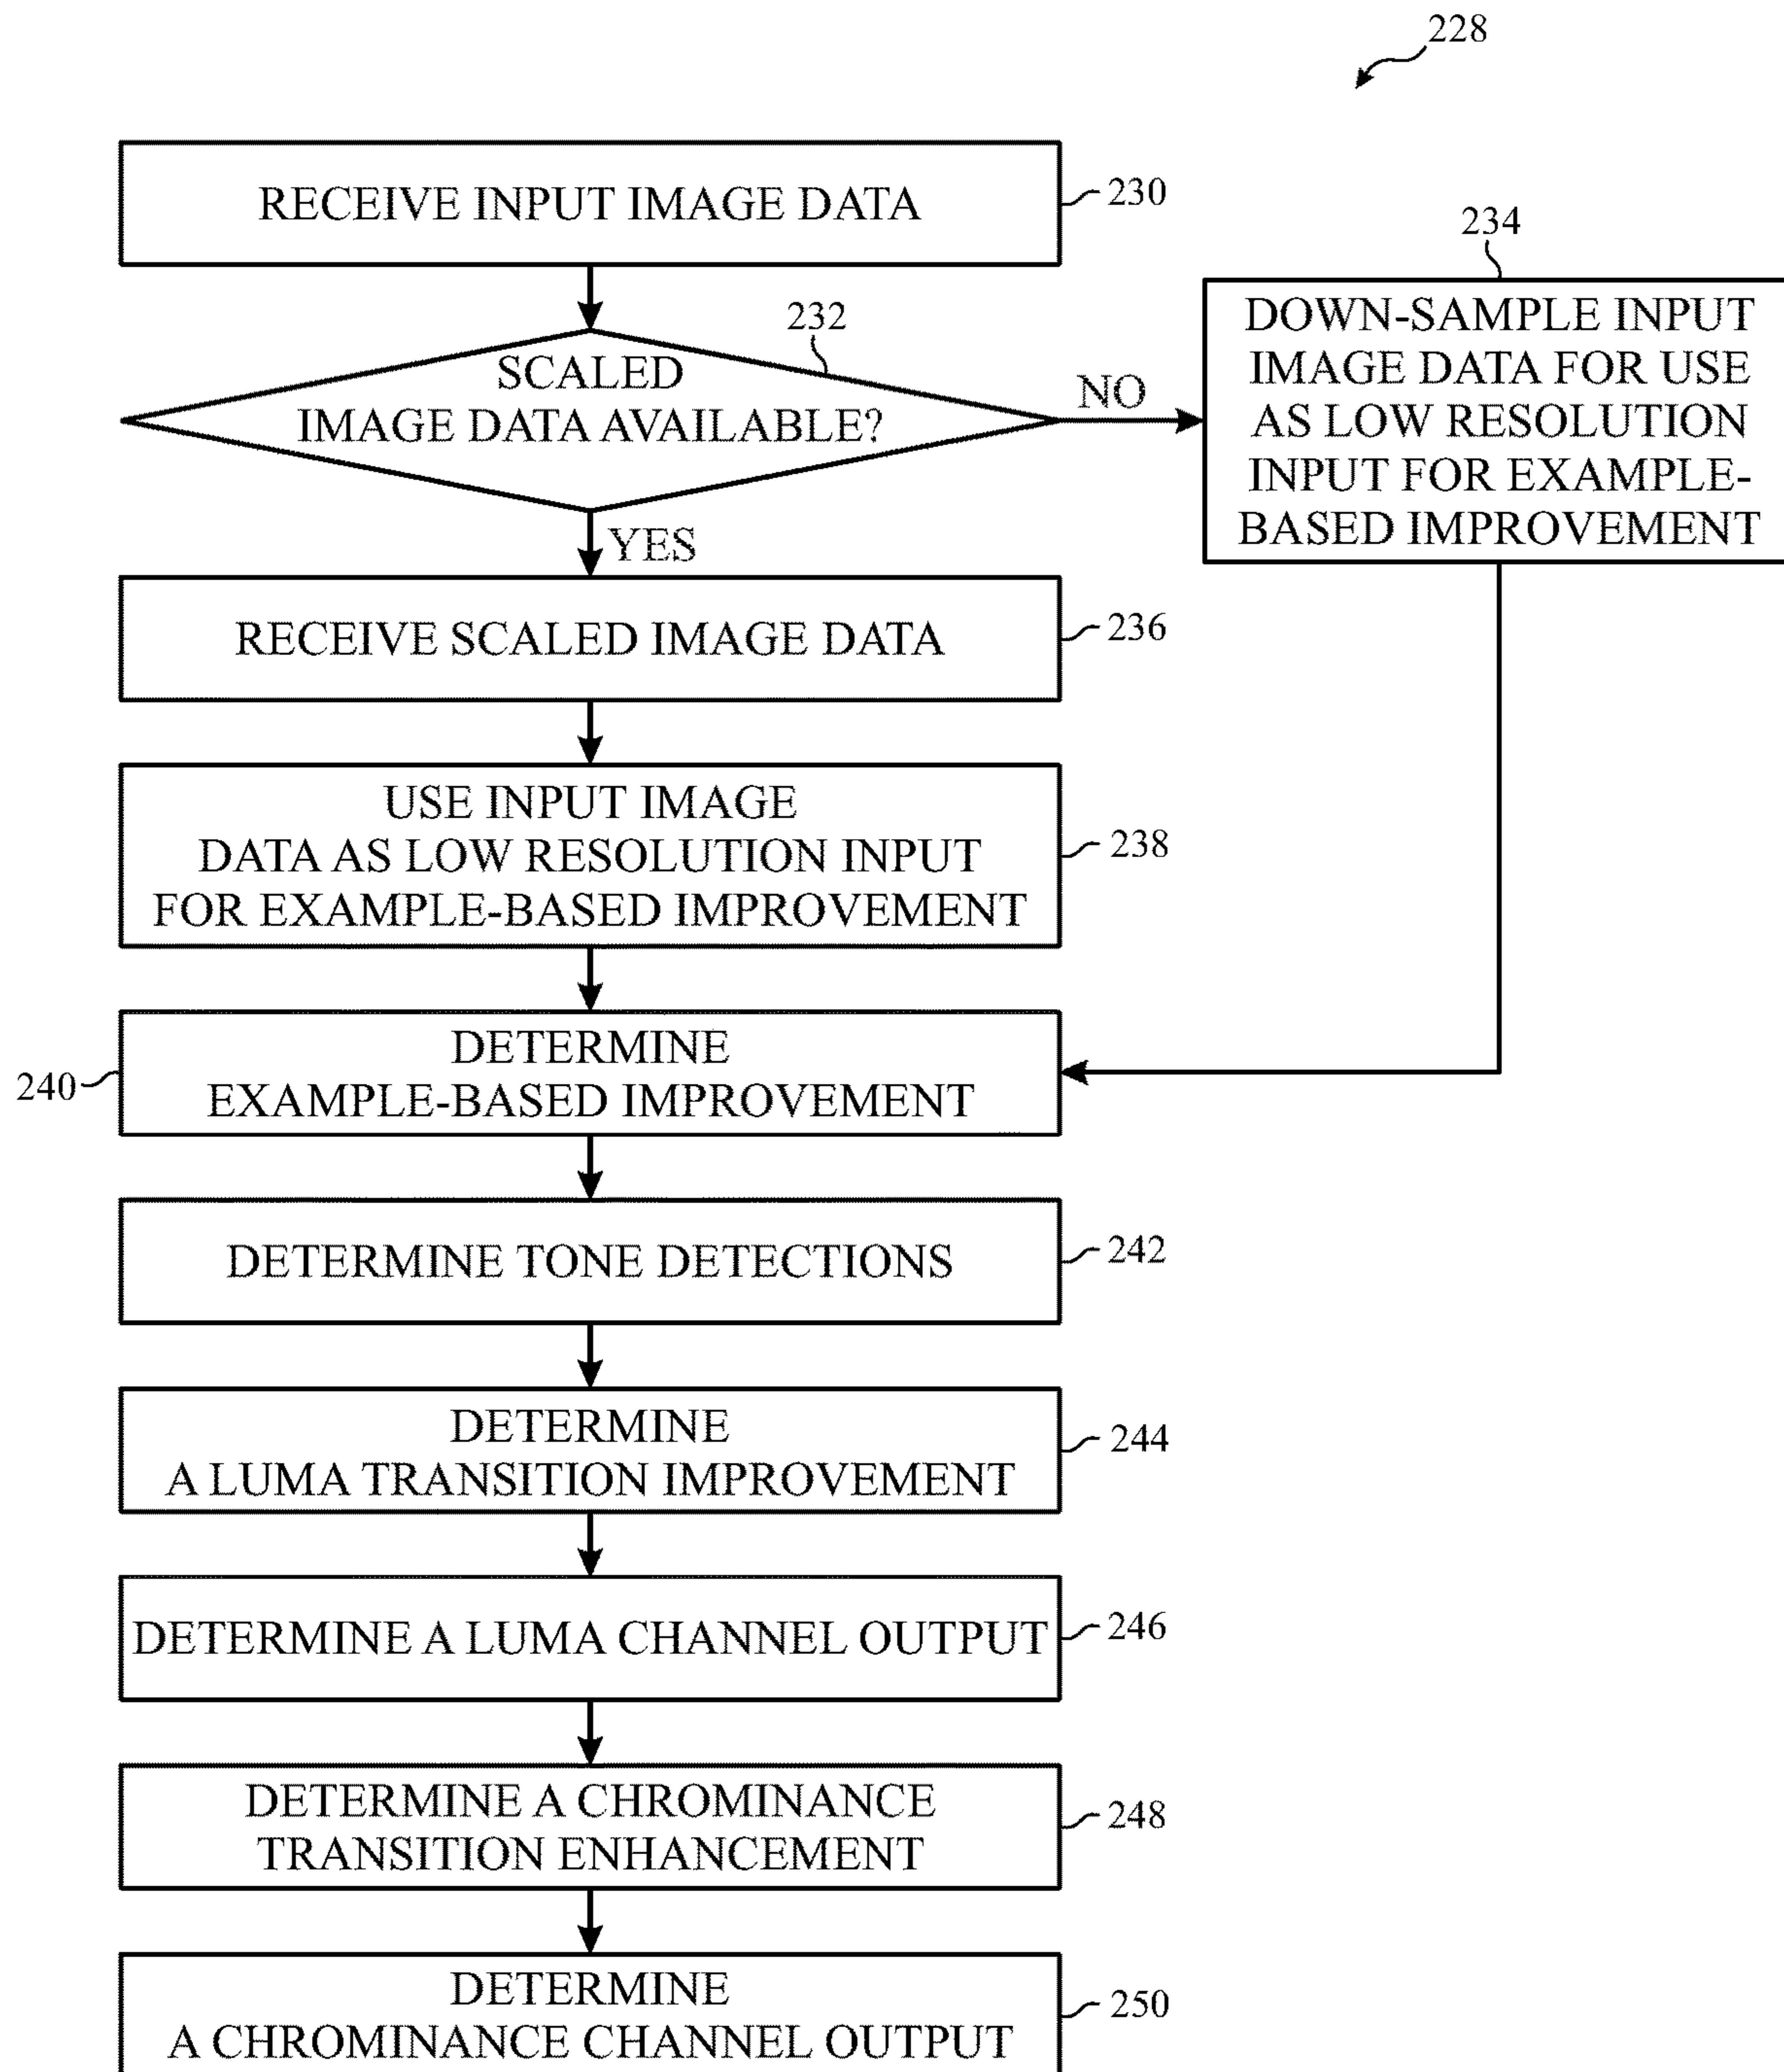 228
RECEIVE INPUT IMAGE DATA
230
232
SCALED
IMAGE DATA AVAILABLE?
NO
234
DOWN-SAMPLE INPUT
IMAGE DATA FOR USE
AS LOW RESOLUTION
INPUT FOR EXAMPLE-
BASED IMPROVEMENT
YES
RECEIVE SCALED IMAGE DATA
236
USE INPUT IMAGE
DATA AS LOW RESOLUTION INPUT
FOR EXAMPLE-BASED IMPROVEMENT
238
240
DETERMINE
EXAMPLE-BASED IMPROVEMENT
DETERMINE TONE DETECTIONS
242
DETERMINE
A LUMA TRANSITION IMPROVEMENT
244
DETERMINE A LUMA CHANNEL OUTPUT
246
DETERMINE A CHROMINANCE
TRANSITION ENHANCEMENT
248
DETERMINE
A CHROMINANCE CHANNEL OUTPUT
250